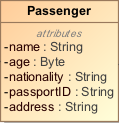 Passenger
attributes
-name : String
-age : Byte
-nationality : String
-passportID : String
-address : String